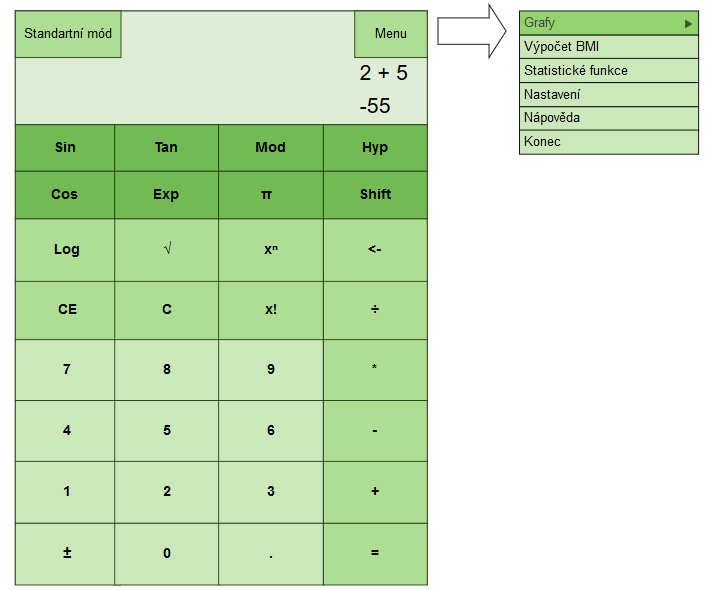 Standartní mód
Menu
2 + 5
-55
Sin Tan Mod Hyp
Cos Exp π Shift
Log √ xⁿ <-
CE C x! ÷
7 8 9 *
4 5 6 -
1 2 3 +
± 0 . =
Grafy
Výpočet BMI
Statistické funkce
Nastavení
Nápověda
Konec